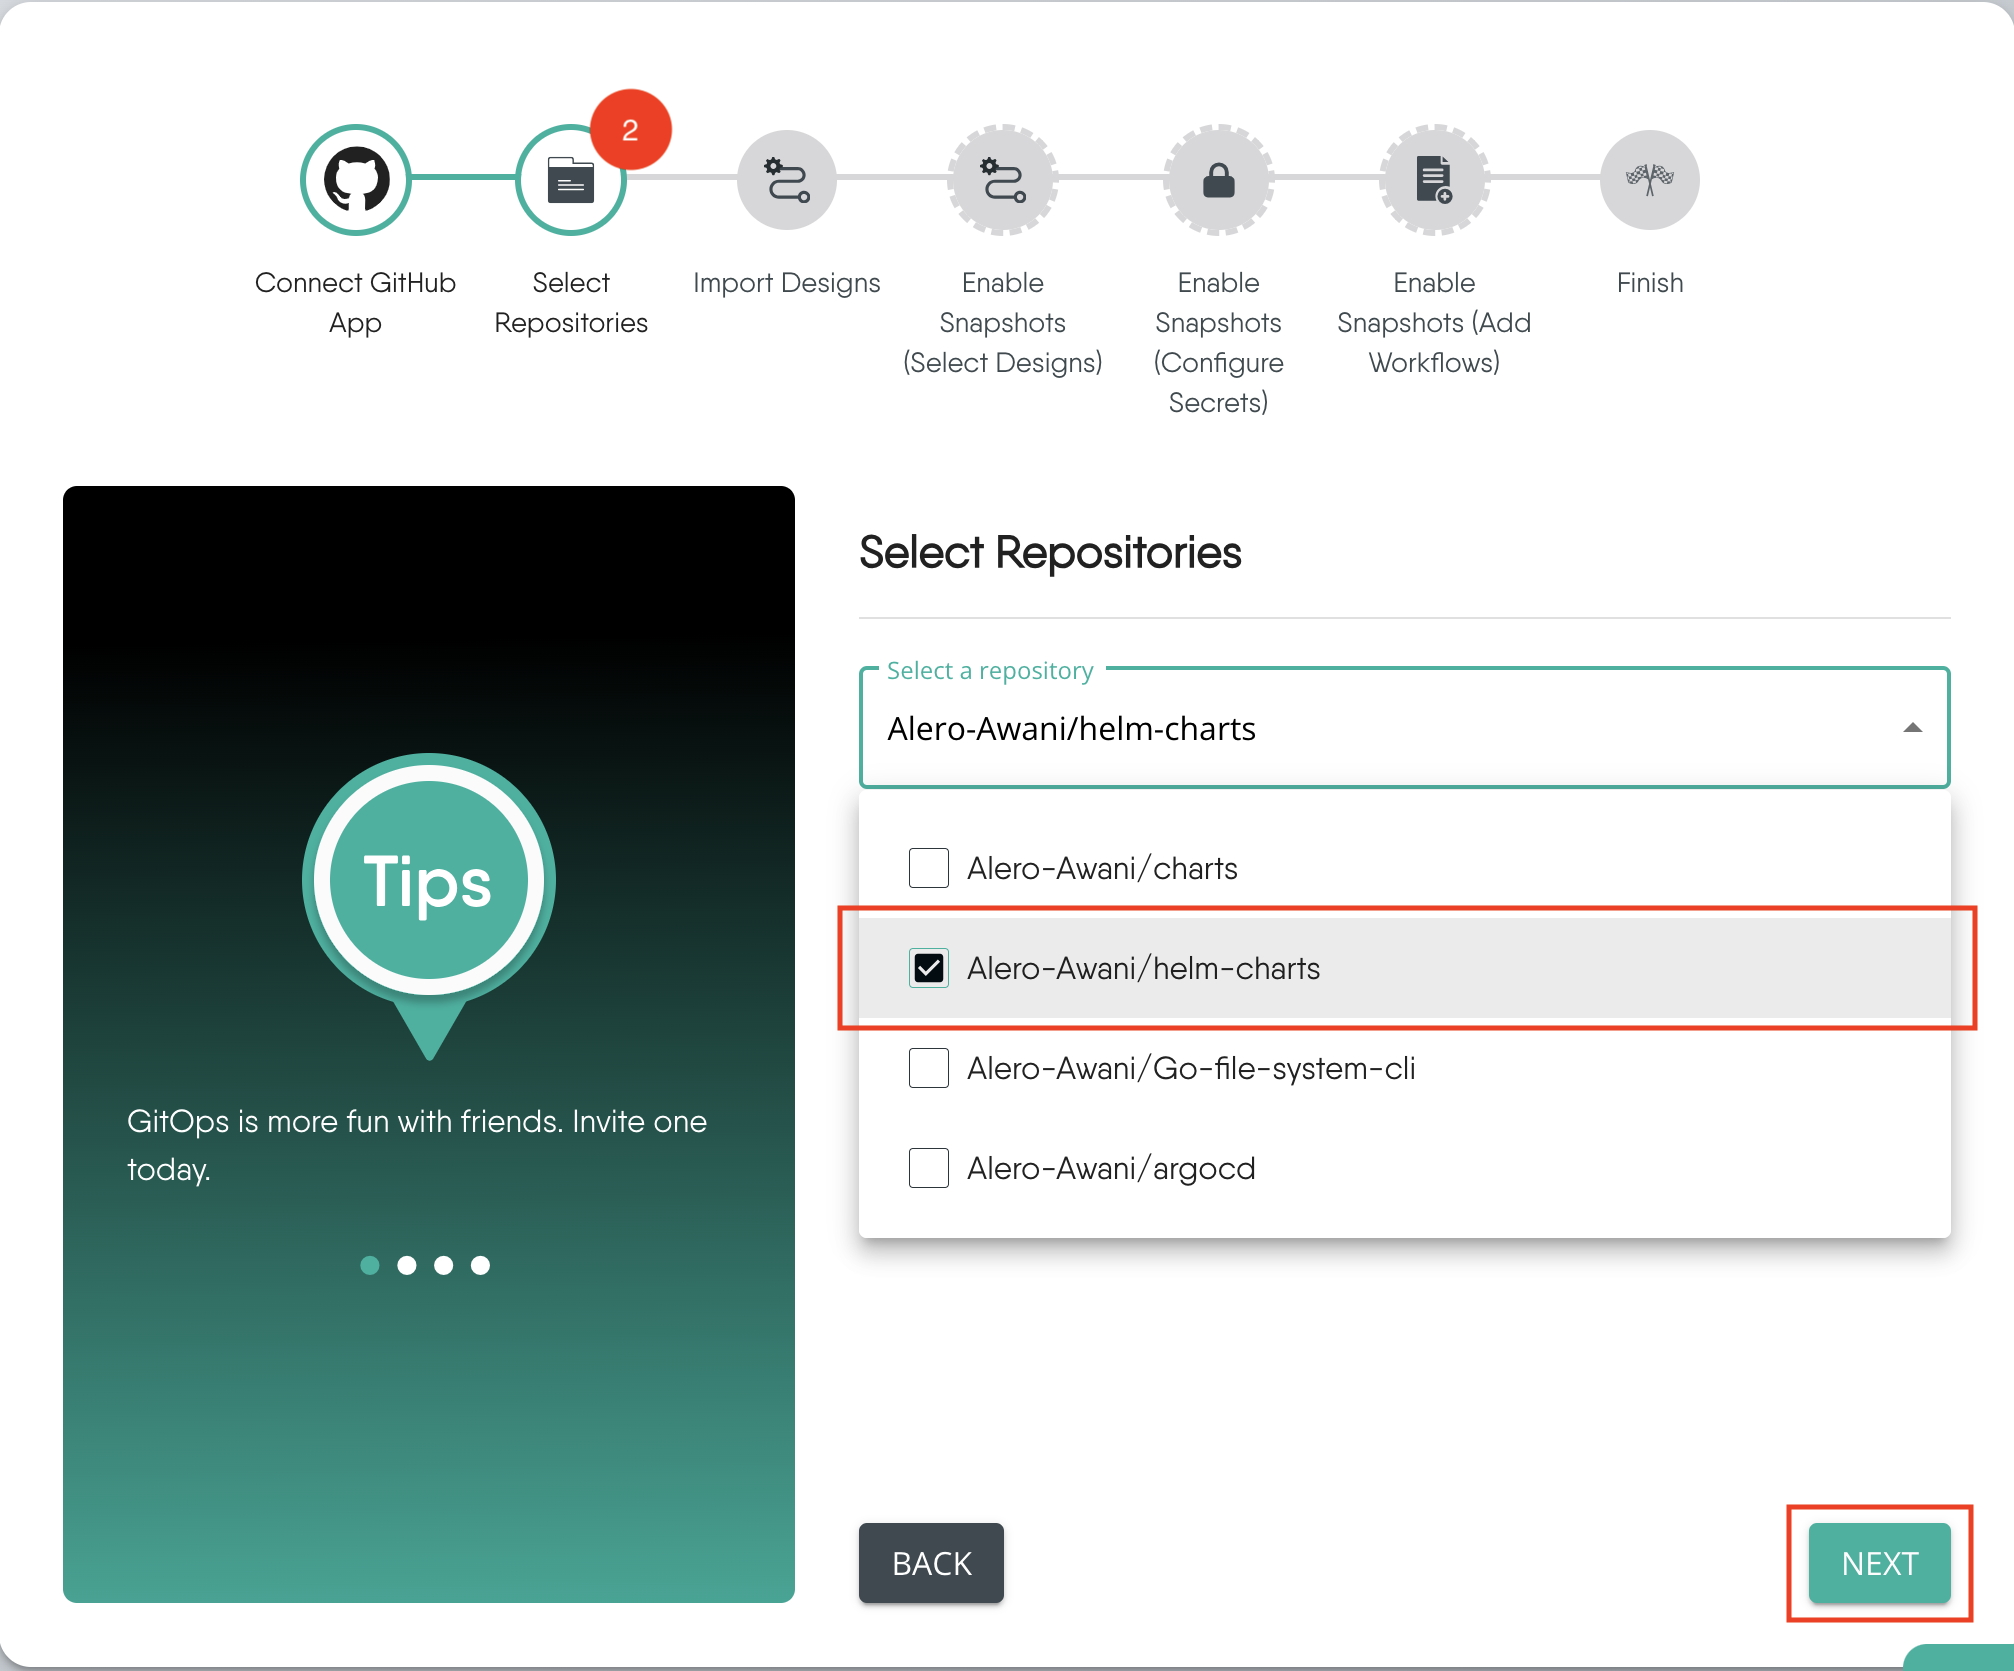 2
Connect GitHub
App
Select
Repositories
Import Designs
Enable
Snapshots
(Select Designs)
Enable
Snapshots
(Configure
Secrets)
Enable
Snapshots (Add
Workflows)
Finish
Tips
GitOps is more fun with friends. Invite one
today.
Select Repositories
Select a repository
Alero-Awani/helm-charts
Alero-Awani/charts
Alero-Awani/helm-charts
Alero-Awani/Go-file-system-cli
Alero-Awani/argocd
BACK
NEXT